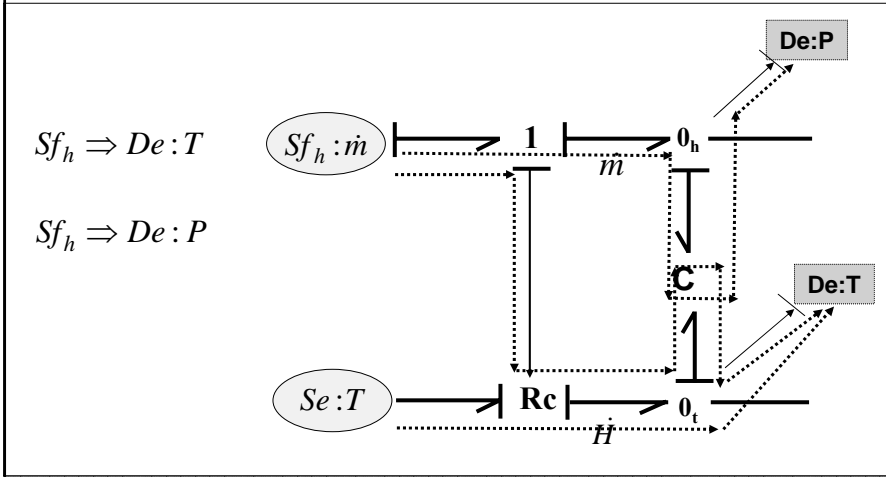 De:P
Sf_h ⇒ De : T
Sf_h : ṁ
1
0_h
ṁ
Sf_h ⇒ De : P
C
De:T
Se : T
Rc
0_t
Ḣ